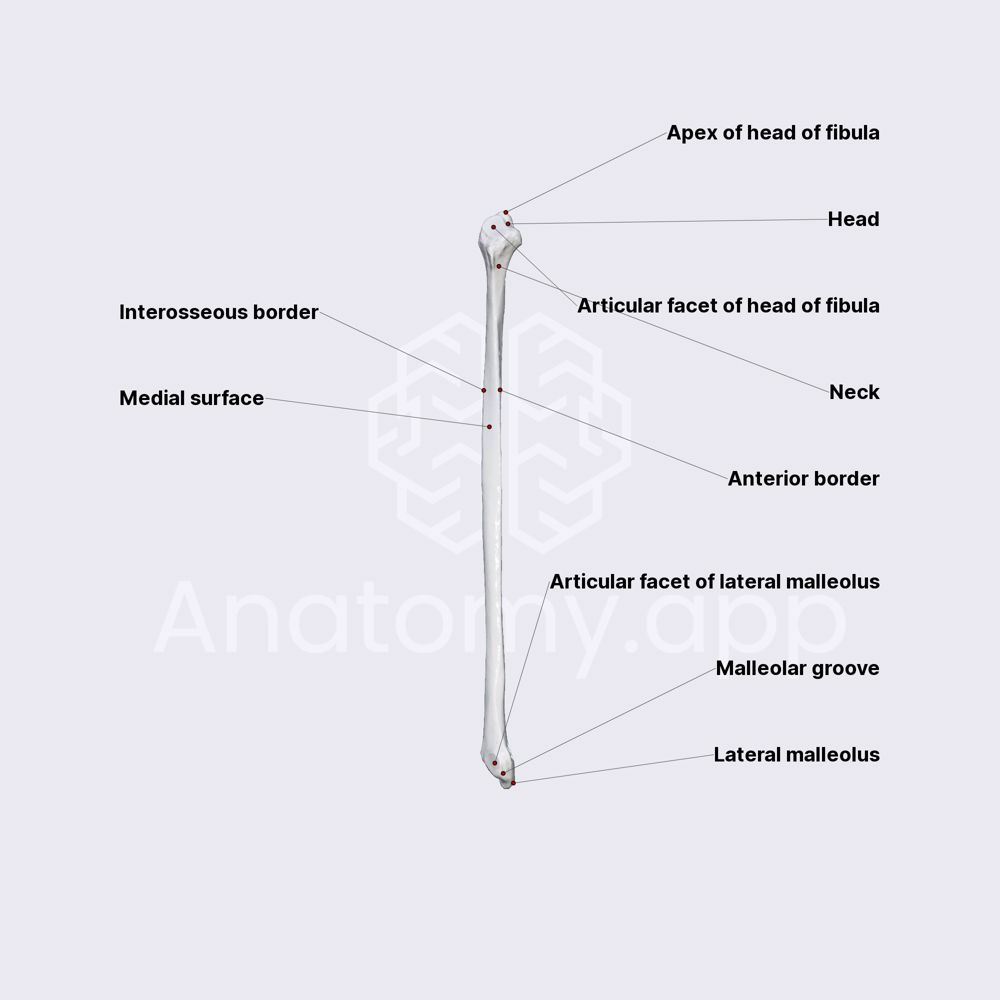 Apex of head of fibula
Head
Articular facet of head of fibula
Interosseous border
Neck
Medial surface
Anterior border
Articular facet of lateral malleolus
Anatomy.app
Malleolar groove
Lateral malleolus